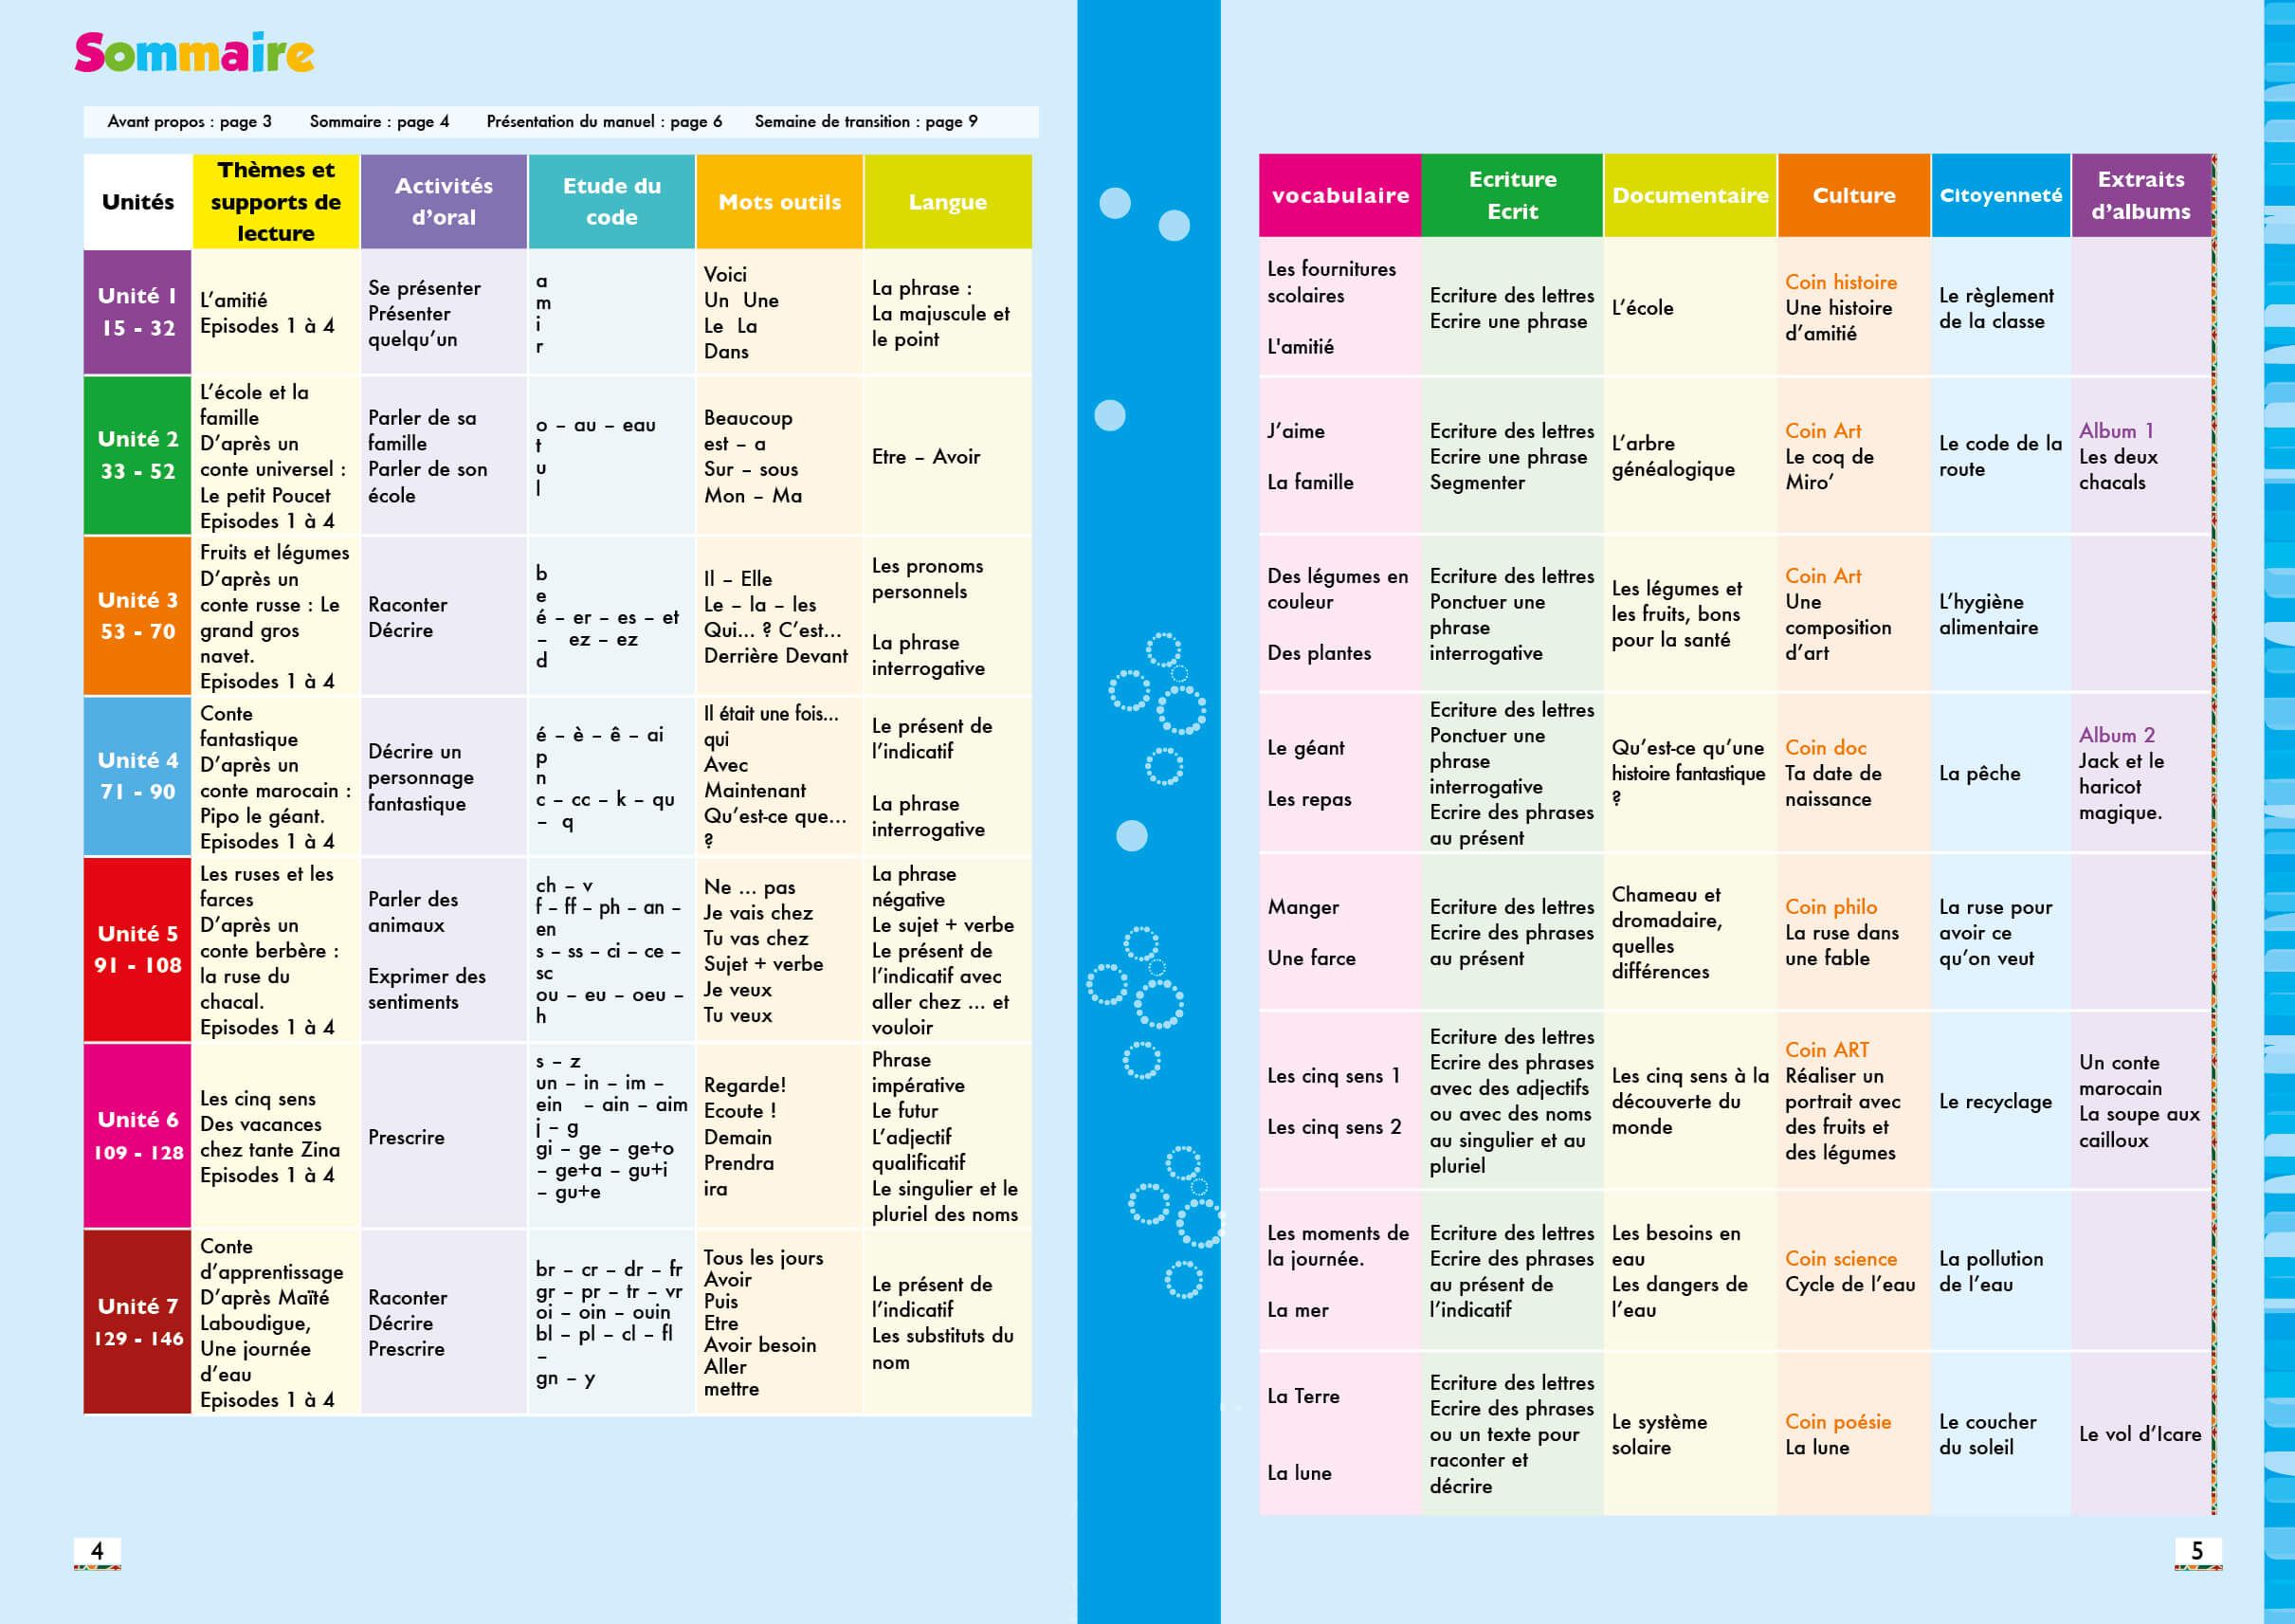 Sommaire
Avant propos : page 3 Sommaire : page 4 Présentation du manuel : page 6 Semaine de transition : page 9
Unités
Thèmes et
supports de
lecture
Activités
d’oral
Etude du
code
Mots outils
Langue
Unité 1
15 - 32
L’amitié
Episodes 1 à 4
Se présenter
Présenter
quelqu’un
a
m
i
r
Voici
Un Une
Le La
Dans
La phrase :
La majuscule et
le point
Unité 2
33 - 52
L’école et la
famille
D’après un
conte universel :
Le petit Poucet
Episodes 1 à 4
Parler de sa
famille
Parler de son
école
o – au – eau
t
u
l
Beaucoup
est – a
Sur – sous
Mon – Ma
Etre – Avoir
Unité 3
53 - 70
Fruits et légumes
D’après un
conte russe : Le
grand gros
navet.
Episodes 1 à 4
Raconter
Décrire
b
e
é – er – es – et
– ez – ez
d
Il – Elle
Le – la – les
Qui... ? C’est...
Derrière Devant
Les pronoms
personnels
La phrase
interrogative
Unité 4
71 - 90
Conte
fantastique
D’après un
conte marocain :
Pipo le géant.
Episodes 1 à 4
Décrire un
personnage
fantastique
é – è – ê – ai
p
n
c – cc – k – qu
– q
Il était une fois...
qui
Avec
Maintenant
Qu’est-ce que...
?
Le présent de
l’indicatif
La phrase
interrogative
Unité 5
91 - 108
Les ruses et les
farces
D’après un
conte berbère :
la ruse du
chacal.
Episodes 1 à 4
Parler des
animaux
Exprimer des
sentiments
ch – v
f – ff – ph – an –
en
s – ss – ci – ce –
sc
ou – eu – oeu –
h
Ne ... pas
Je vais chez
Tu vas chez
Sujet + verbe
Je veux
Tu veux
La phrase
négative
Le sujet + verbe
Le présent de
l’indicatif avec
aller chez ... et
vouloir
Unité 6
109 - 128
Les cinq sens
Des vacances
chez tante Zina
Episodes 1 à 4
Prescrire
s – z
un – in – im –
ein – ain – aim
j – g
gi – ge – ge+o
– ge+a – gu+i
– gu+e
Regarde!
Ecoute !
Demain
Prendra
ira
Phrase
impérative
Le futur
L’adjectif
qualificatif
Le singulier et le
pluriel des noms
Unité 7
129 - 146
Conte
d’apprentissage
D’après Maïté
Laboudigue,
Une journée
d’eau
Episodes 1 à 4
Raconter
Décrire
Prescrire
br – cr – dr – fr
gr – pr – tr – vr
oi – oin – ouin
bl – pl – cl – fl
–
gn – y
Tous les jours
Avoir
Puis
Etre
Avoir besoin
Aller
mettre
Le présent de
l’indicatif
Les substituts du
nom
4
vocabulaire
Ecriture
Ecrit
Documentaire
Culture
Citoyenneté
Extraits
d’albums
Les fournitures
scolaires
L'amitié
Ecriture des lettres
Ecrire une phrase
L’école
Coin histoire
Une histoire
d’amitié
Le règlement
de la classe
J’aime
La famille
Ecriture des lettres
Ecrire une phrase
Segmenter
L’arbre
généalogique
Coin Art
Le coq de
Miro’
Le code de la
route
Album 1
Les deux
chacals
Des légumes en
couleur
Des plantes
Ecriture des lettres
Ponctuer une
phrase
interrogative
Les légumes et
les fruits, bons
pour la santé
Coin Art
Une
composition
d’art
L’hygiène
alimentaire
Le géant
Les repas
Ecriture des lettres
Ponctuer une
phrase
interrogative
Ecrire des phrases
au présent
Qu’est-ce qu’une
histoire fantastique
?
Coin doc
Ta date de
naissance
La pêche
Album 2
Jack et le
haricot
magique.
Manger
Une farce
Ecriture des lettres
Ecrire des phrases
au présent
Chameau et
dromadaire,
quelles
différences
Coin philo
La ruse dans
une fable
La ruse pour
avoir ce
qu’on veut
Les cinq sens 1
Les cinq sens 2
Ecriture des lettres
Ecrire des phrases
avec des adjectifs
ou avec des noms
au singulier et au
pluriel
Les cinq sens à la
découverte du
monde
Coin ART
Réaliser un
portrait avec
des fruits et
des légumes
Le recyclage
Un conte
marocain
La soupe aux
cailloux
Les moments de
la journée.
La mer
Ecriture des lettres
Ecrire des phrases
au présent de
l’indicatif
Les besoins en
eau
Les dangers de
l’eau
Coin science
Cycle de l’eau
La pollution
de l’eau
La Terre
La lune
Ecriture des lettres
Ecrire des phrases
ou un texte pour
raconter et
décrire
Le système
solaire
Coin poésie
La lune
Le coucher
du soleil
Le vol d’Icare
5